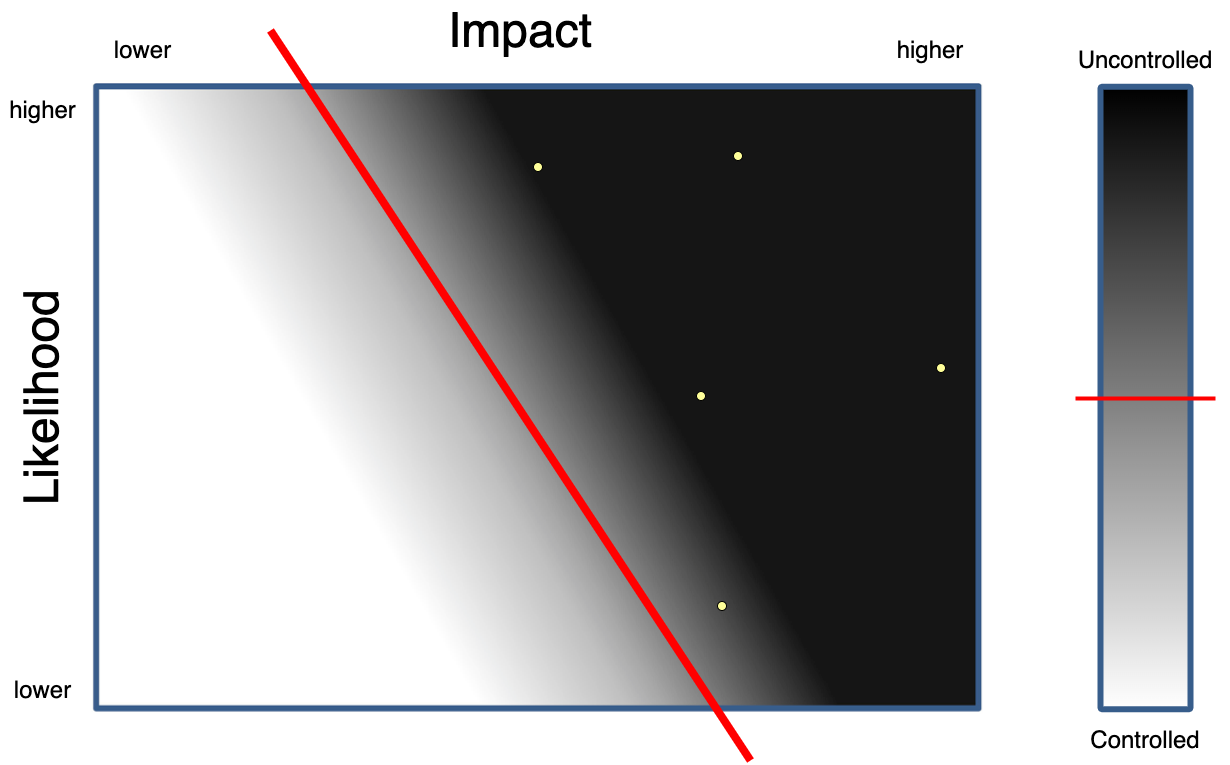 Impact
lower
higher
Uncontrolled
higher
Likelihood
lower
Controlled